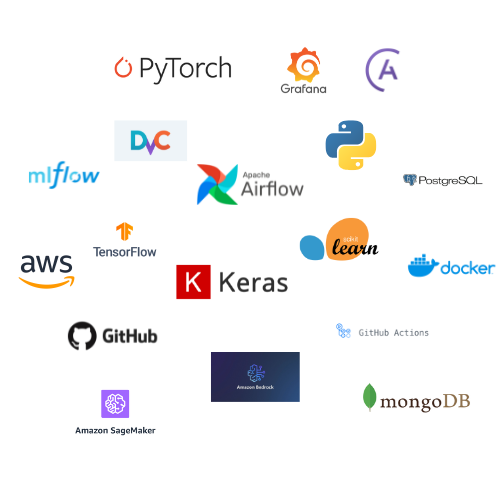 PyTorch
Grafana
DVC
mlflow
Apache
Airflow
PostgreSQL
TensorFlow
scikit
learn
aws
K Keras
docker
GitHub
GitHub Actions
Amazon Bedrock
mongoDB
Amazon SageMaker